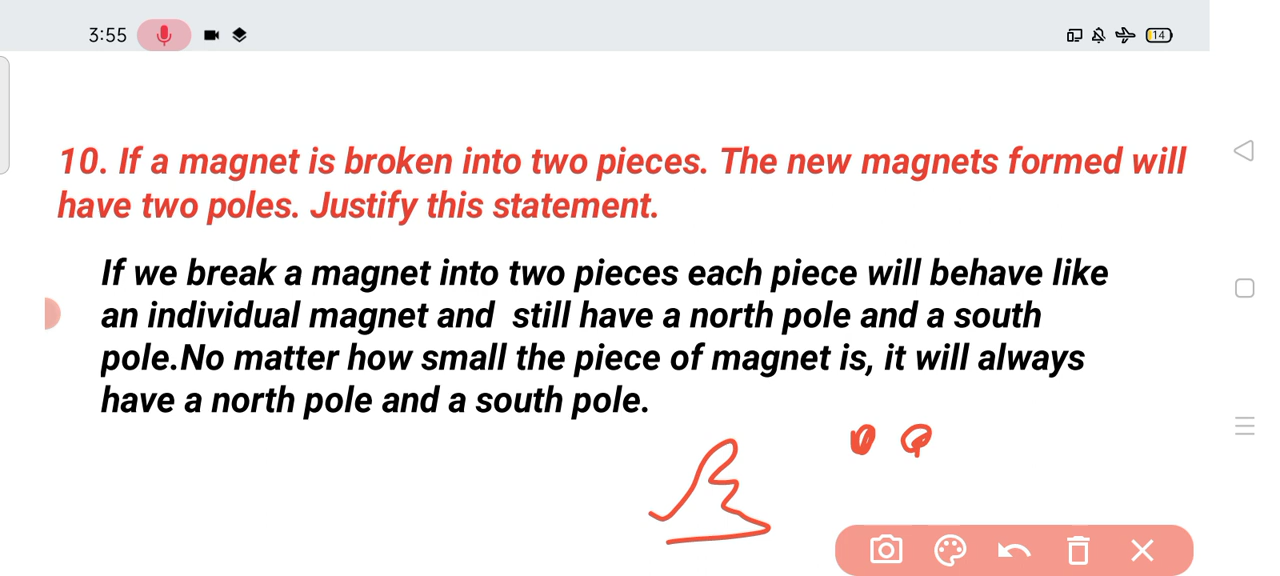 3:55
14
10. If a magnet is broken into two pieces. The new magnets formed will
have two poles. Justify this statement.
If we break a magnet into two pieces each piece will behave like
an individual magnet and still have a north pole and a south
pole.No matter how small the piece of magnet is, it will always
have a north pole and a south pole.